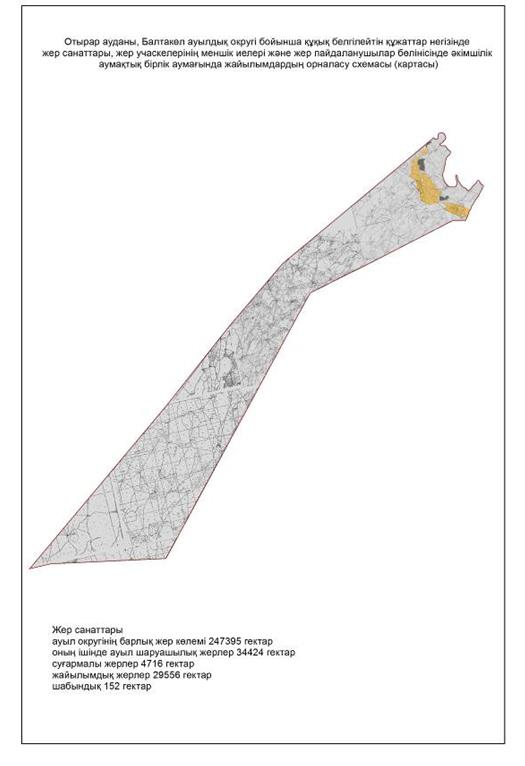 Отырар ауданы, Балтакөл ауылдық округі бойынша құқық белгілейтін құжаттар негізінде
жер санаттары, жер учаскелерінің меншік иелері және жер пайдаланушылар бөлінісінде әкімшілік
аумақтық бірлік аумағында жайылымдардың орналасу схемасы (картасы)
Жер санаттары
ауыл округінің барлық жер көлемі 247395 гектар
оның ішінде ауыл шаруашылық жерлер 34424 гектар
суғармалы жерлер 4716 гектар
жайылымдық жерлер 29556 гектар
шабындық 152 гектар